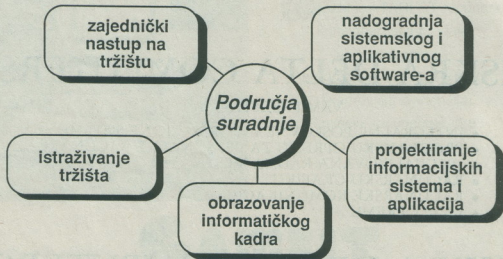 zajednički
nastup na
tržištu
nadogradnja
sistemskog i
aplikativnog
software-a
Područja
suradnje
istraživanje
tržišta
projektiranje
informacijskih
sistema i
aplikacija
obrazovanje
informatičkog
kadra